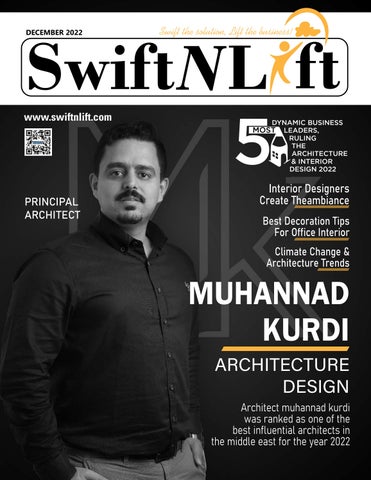 DECEMBER 2022
Swift the solution, Lift the business!
SwiftNLift
www.swiftnlift.com
5 MOST
DYNAMIC BUSINESS
LEADERS,
RULING
THE
ARCHITECTURE
& INTERIOR
DESIGN 2022
PRINCIPAL
ARCHITECT
Interior Designers
Create Theambiance
Best Decoration Tips
For Office Interior
Climate Change &
Architecture Trends
MUHANNAD
KURDI
ARCHITECTURE
DESIGN
Architect muhannad kurdi
was ranked as one of the
best influential architects in
the middle east for the year 2022